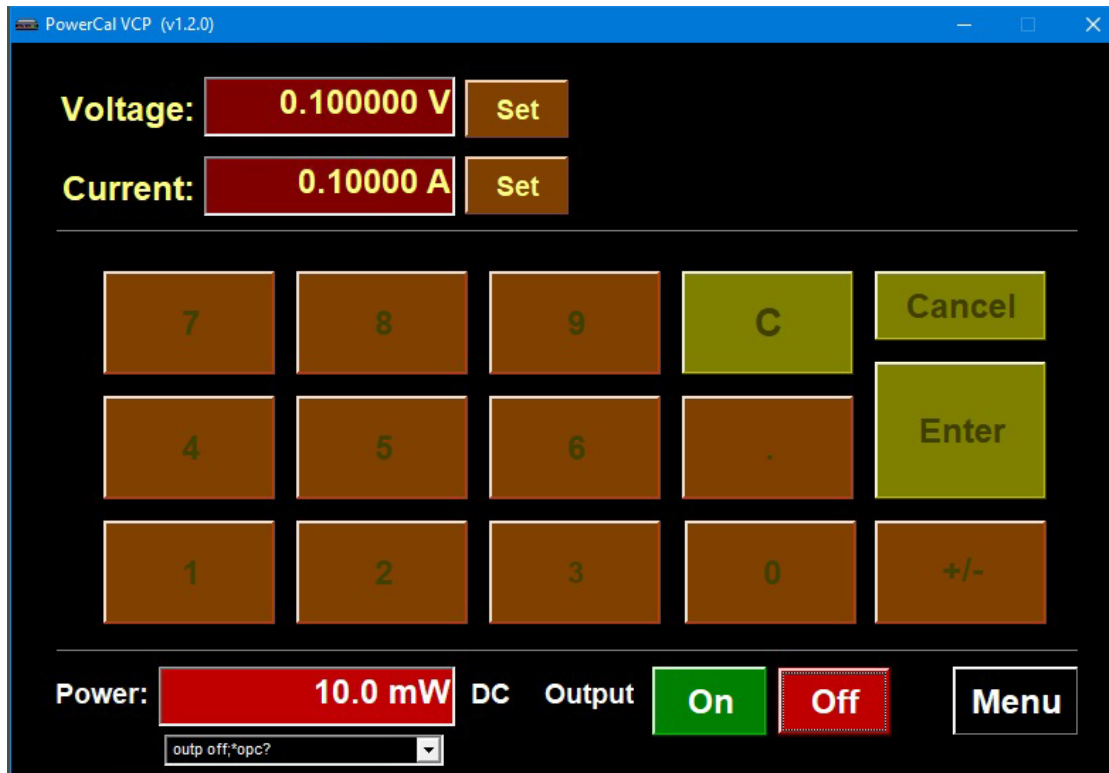 PowerCal VCP (v1.2.0)
Voltage: 0.100000 V Set
Current: 0.10000 A Set
7 8 9 C Cancel
4 5 6 . Enter
1 2 3 0 +/-
Power: 10.0 mW DC Output On Off Menu
outp off;*opc?